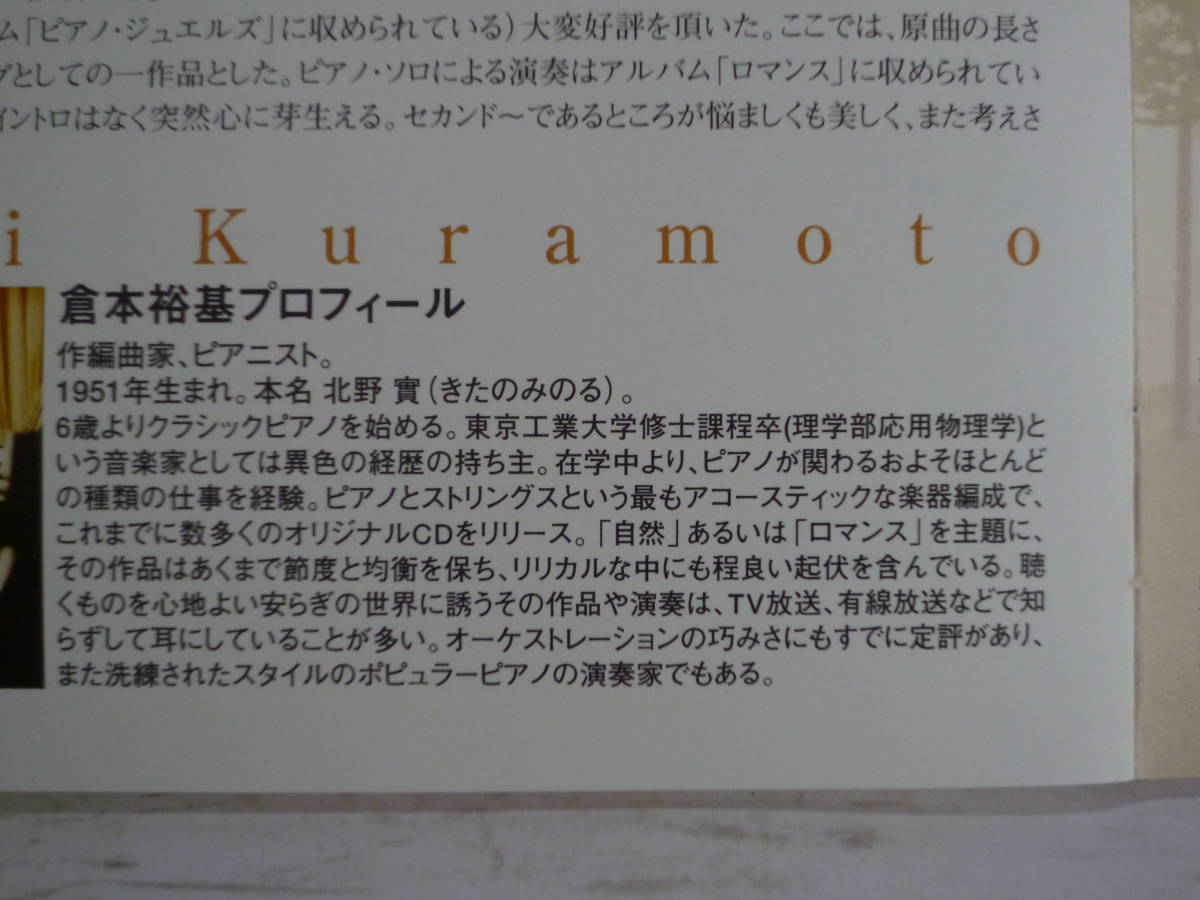 ム「ピアノ・ジュエルズ」に収められている)大変好評を頂いた。ここでは、原曲の長さ
グとしての一作品とした。ピアノ・ソロによる演奏はアルバム「ロマンス」に収められてい
イントロはなく突然心に芽生える。セカンド〜であるところが悩ましくも美しく、また考えさ
i Kuramoto
倉本裕基プロフィール
作編曲家、ピアニスト。
1951年生まれ。本名 北野 實(きたのみのる)。
6歳よりクラシックピアノを始める。東京工業大学修士課程卒(理学部応用物理学)と
いう音楽家としては異色の経歴の持ち主。在学中より、ピアノが関わるおよそほとんど
の種類の仕事を経験。ピアノとストリングスという最もアコースティックな楽器編成で、
これまでに数多くのオリジナルCDをリリース。「自然」あるいは「ロマンス」を主題に、
その作品はあくまで節度と均衡を保ち、リリカルな中にも程良い起伏を含んでいる。聴
くものを心地よい安らぎの世界に誘うその作品や演奏は、TV放送、有線放送などで知
らずして耳にしていることが多い。オーケストレーションの巧みさにもすでに定評があり、
また洗練されたスタイルのポピュラーピアノの演奏家でもある。